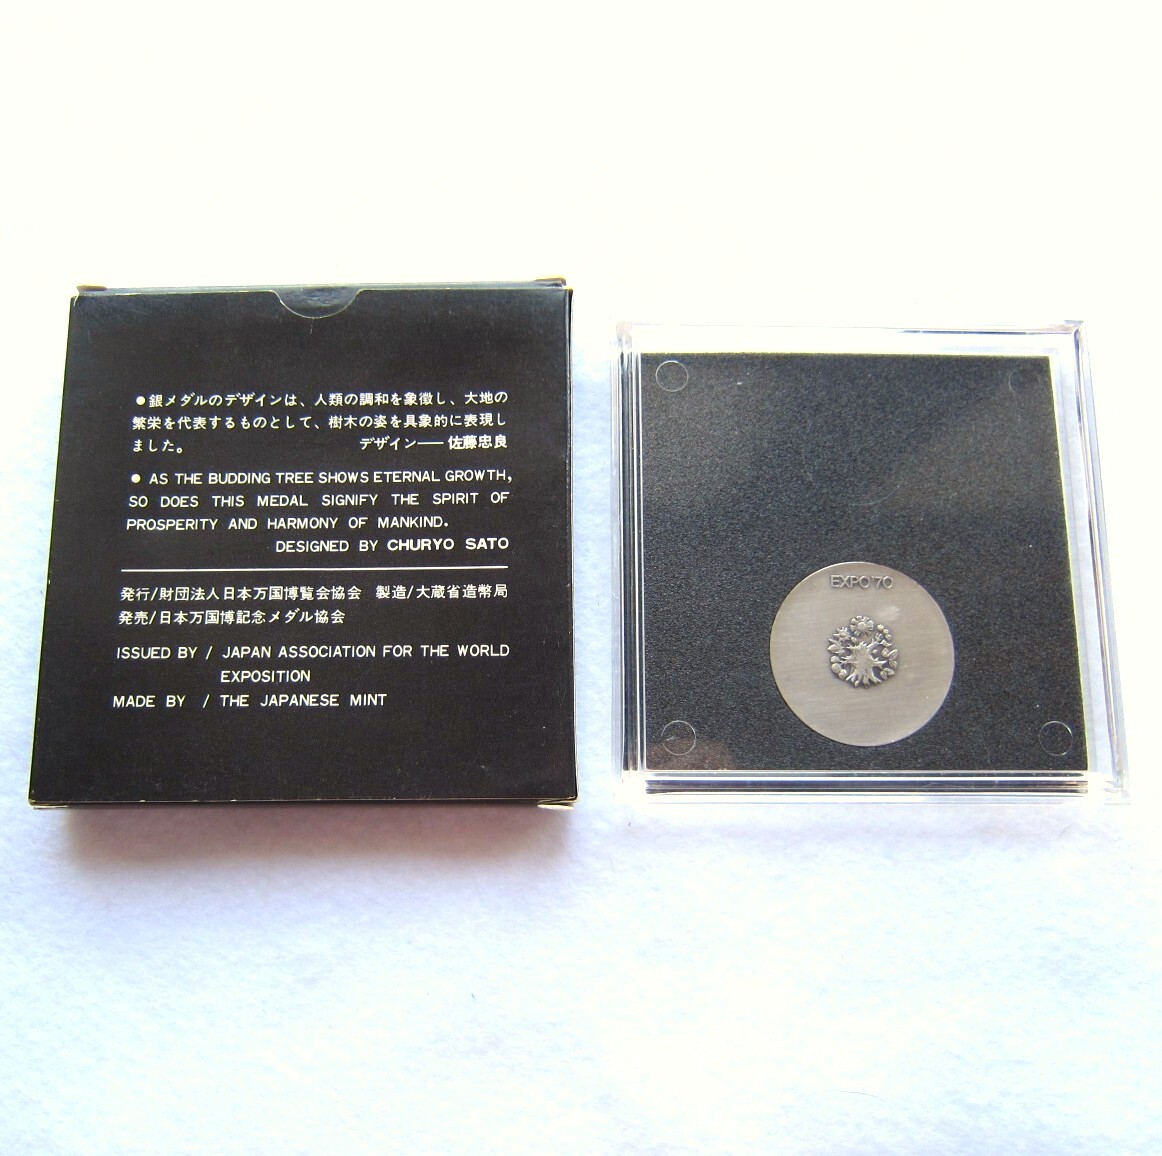 ●銀メダルのデザインは、人類の調和を象徴し、大地の
繁栄を代表するものとして、樹木の姿を具象的に表現し
ました。 デザイン── 佐藤忠良
● AS THE BUDDING TREE SHOWS ETERNAL GROWTH,
SO DOES THIS MEDAL SIGNIFY THE SPIRIT OF
PROSPERITY AND HARMONY OF MANKIND.
DESIGNED BY CHURYO SATO
発行/財団法人日本万国博覧会協会 製造/大蔵省造幣局
発売/日本万国博記念メダル協会
ISSUED BY / JAPAN ASSOCIATION FOR THE WORLD
EXPOSITION
MADE BY / THE JAPANESE MINT
EXPO'70